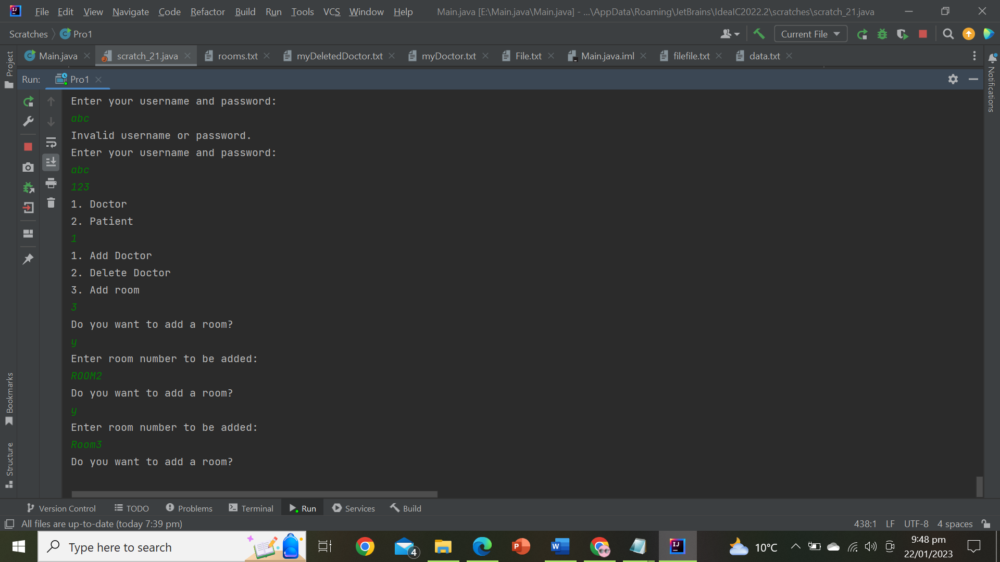 File Edit View Navigate Code Refactor Build Run Tools VCS Window Help Main.java [E:\Main.java\Main.java] - ...\AppData\Roaming\JetBrains\IdeaIC2022.2\scratches\scratch_21.java
Scratches Pro1 Current File
Main.java scratch_21.java rooms.txt myDeletedDoctor.txt myDoctor.txt File.txt Main.java.iml filefile.txt data.txt
Project
Notifications
Run: Pro1
Enter your username and password:
abc
Invalid username or password.
Enter your username and password:
abc
123
1. Doctor
2. Patient
1
1. Add Doctor
2. Delete Doctor
3. Add room
3
Do you want to add a room?
y
Enter room number to be added:
ROOM2
Do you want to add a room?
y
Enter room number to be added:
Room3
Do you want to add a room?
Bookmarks
Structure
Version Control TODO Problems Terminal Run Services Build
All files are up-to-date (today 7:39 pm) 438:1 LF UTF-8 4 spaces
Type here to search 4 10°C 9:48 pm
22/01/2023